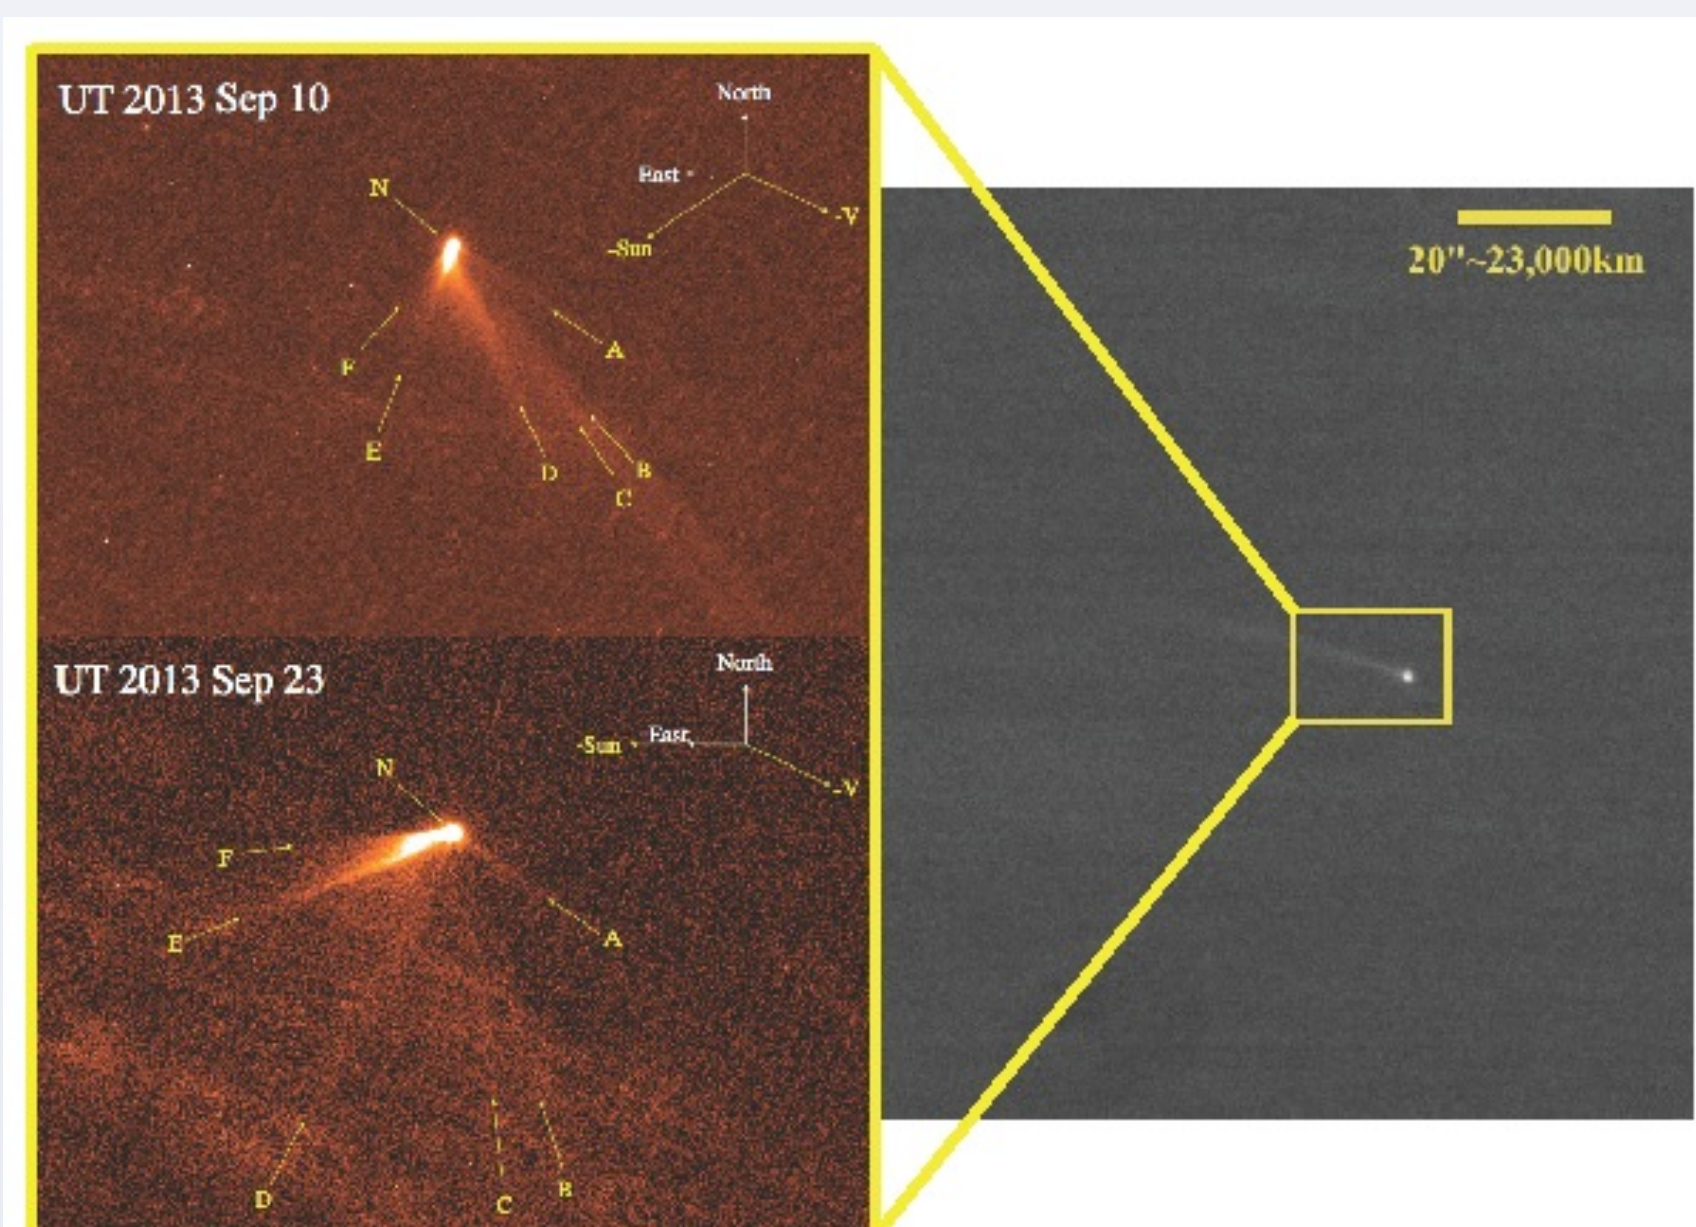 UT 2013 Sep 10
North
N
East
-V
-Sun
A
F
E
D
B
C
20"~23,000km
UT 2013 Sep 23
North
-Sun
East
N
-V
F
E
A
D
C
B